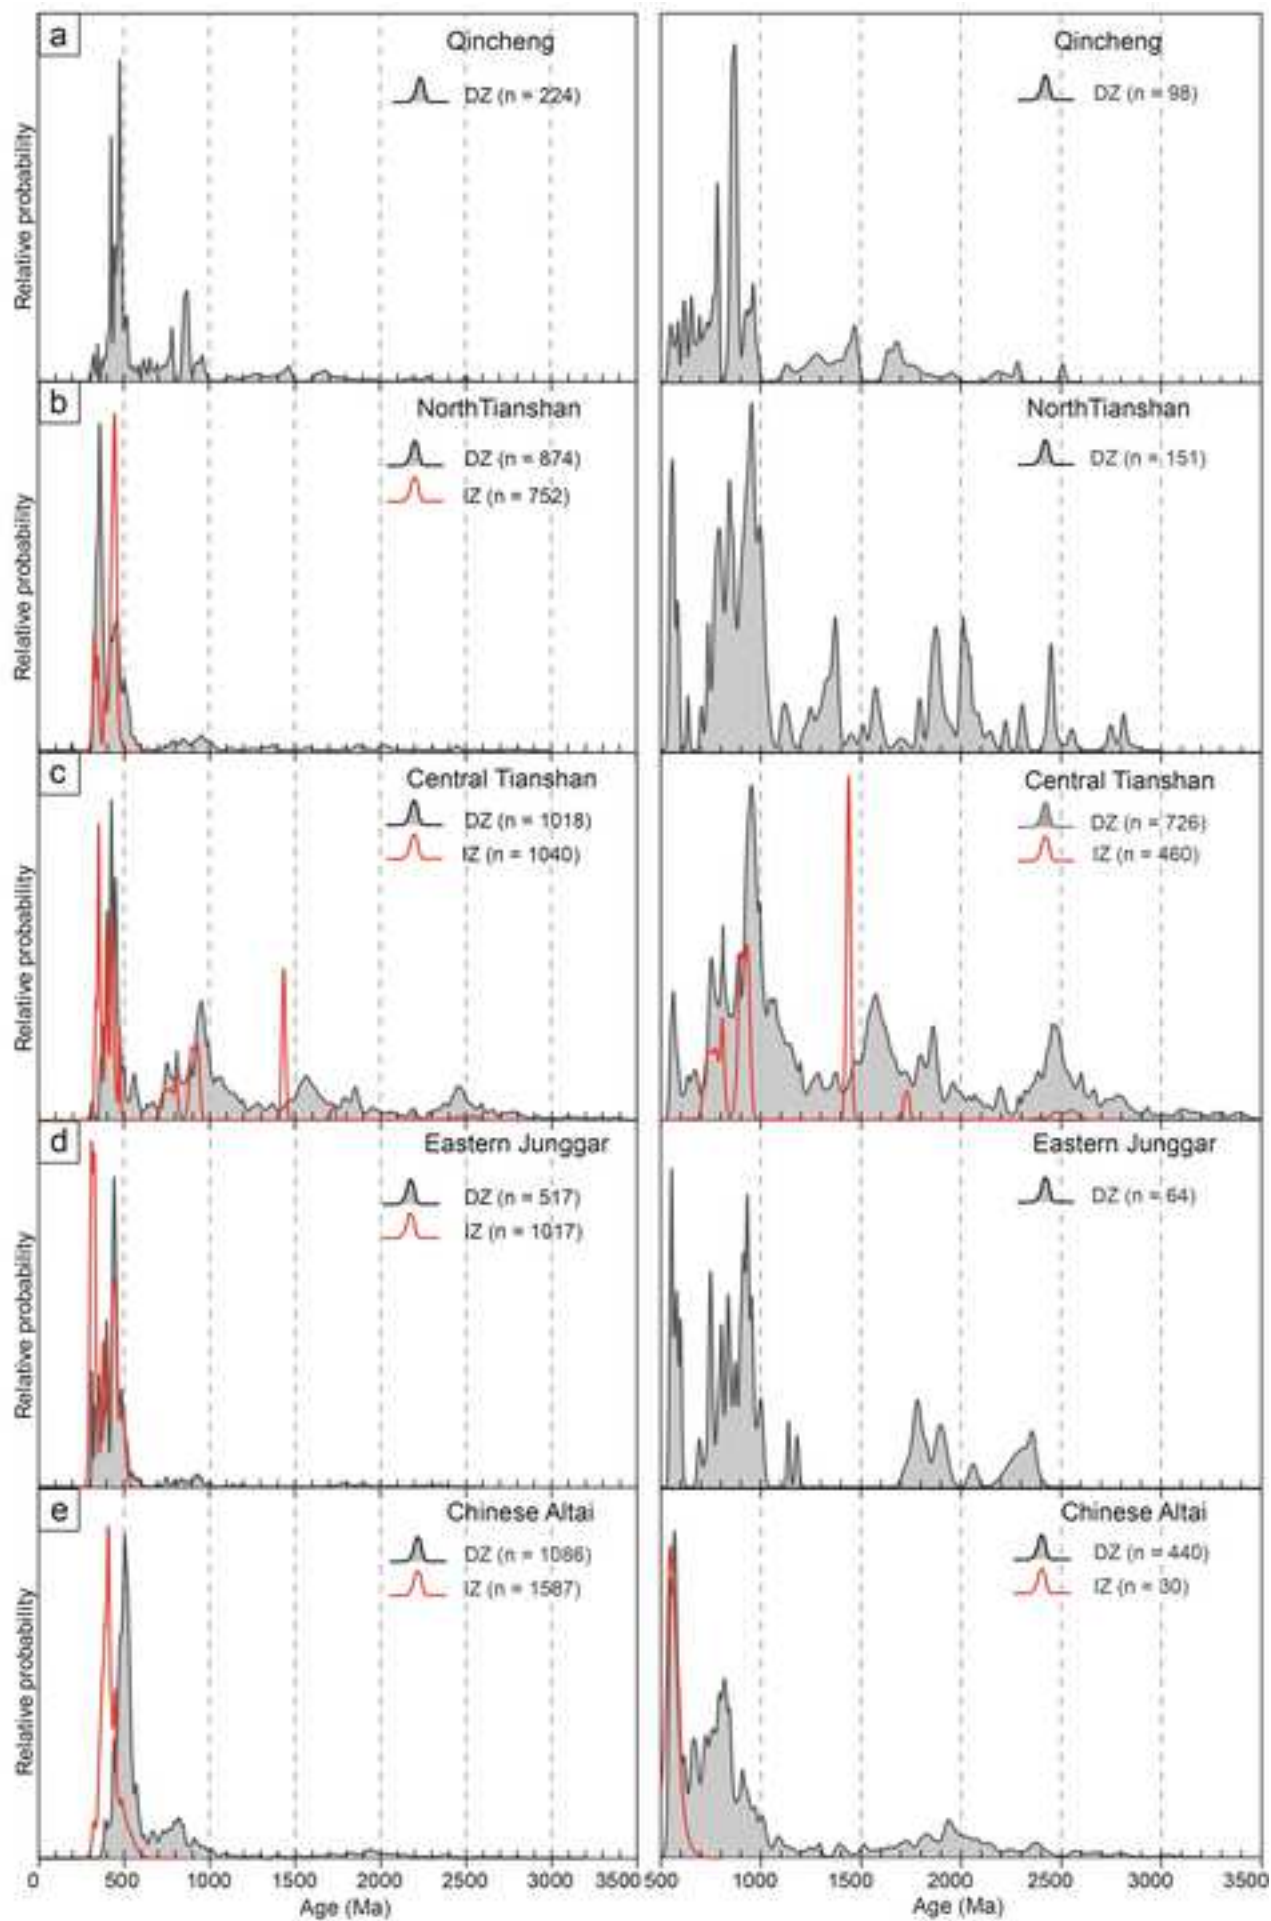 a
Qincheng
DZ (n = 224)
Relative probability
Qincheng
DZ (n = 98)
b
NorthTianshan
DZ (n = 874)
IZ (n = 752)
Relative probability
NorthTianshan
DZ (n = 151)
c
Central Tianshan
DZ (n = 1018)
IZ (n = 1040)
Relative probability
Central Tianshan
DZ (n = 726)
IZ (n = 460)
d
Eastern Junggar
DZ (n = 517)
IZ (n = 1017)
Relative probability
Eastern Junggar
DZ (n = 64)
e
Chinese Altai
DZ (n = 1086)
IZ (n = 1587)
Relative probability
Chinese Altai
DZ (n = 440)
IZ (n = 30)
0 500 1000 1500 2000 2500 3000 3500
Age (Ma)
500 1000 1500 2000 2500 3000 3500
Age (Ma)